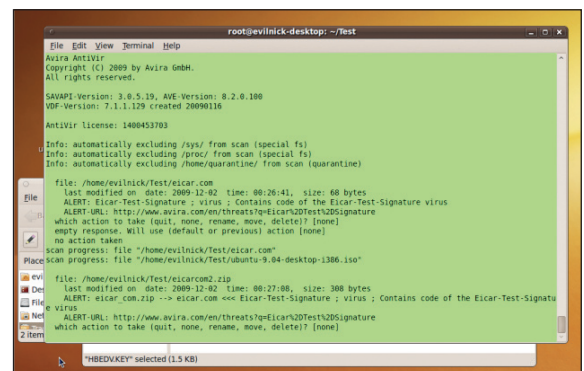 root@evilnick-desktop: ~/Test
File Edit View Terminal Help
Avira AntiVir
Copyright (C) 2009 by Avira GmbH.
All rights reserved.
SAVAPI-Version: 3.0.5.19, AVE-Version: 8.2.0.100
VDF-Version: 7.1.1.129 created 20090116
AntiVir license: 1400453703
Info: automatically excluding /sys/ from scan (special fs)
Info: automatically excluding /proc/ from scan (special fs)
Info: automatically excluding /home/quarantine/ from scan (quarantine)
file: /home/evilnick/Test/eicar.com
last modified on date: 2009-12-02 time: 00:26:41, size: 68 bytes
ALERT: Eicar-Test-Signature ; virus ; Contains code of the Eicar-Test-Signature virus
ALERT-URL: http://www.avira.com/en/threats?q=Eicar%2DTest%2DSignature
which action to take (quit, none, rename, move, delete)? [none]
empty response. Will use (default or previous) action [none]
no action taken
scan progress: file "/home/evilnick/Test/eicar.com"
scan progress: file "/home/evilnick/Test/ubuntu-9.04-desktop-i386.iso"
file: /home/evilnick/Test/eicarcom2.zip
last modified on date: 2009-12-02 time: 00:27:08, size: 308 bytes
ALERT: eicar_com.zip --> eicar.com <<< Eicar-Test-Signature ; virus ; Contains code of the Eicar-Test-Signatu
e virus
ALERT-URL: http://www.avira.com/en/threats?q=Eicar%2DTest%2DSignature
which action to take (quit, none, rename, move, delete)? [none]
File
Place
evi
Des
File
Net
2 item
"HBEDV.KEY" selected (1.5 KB)